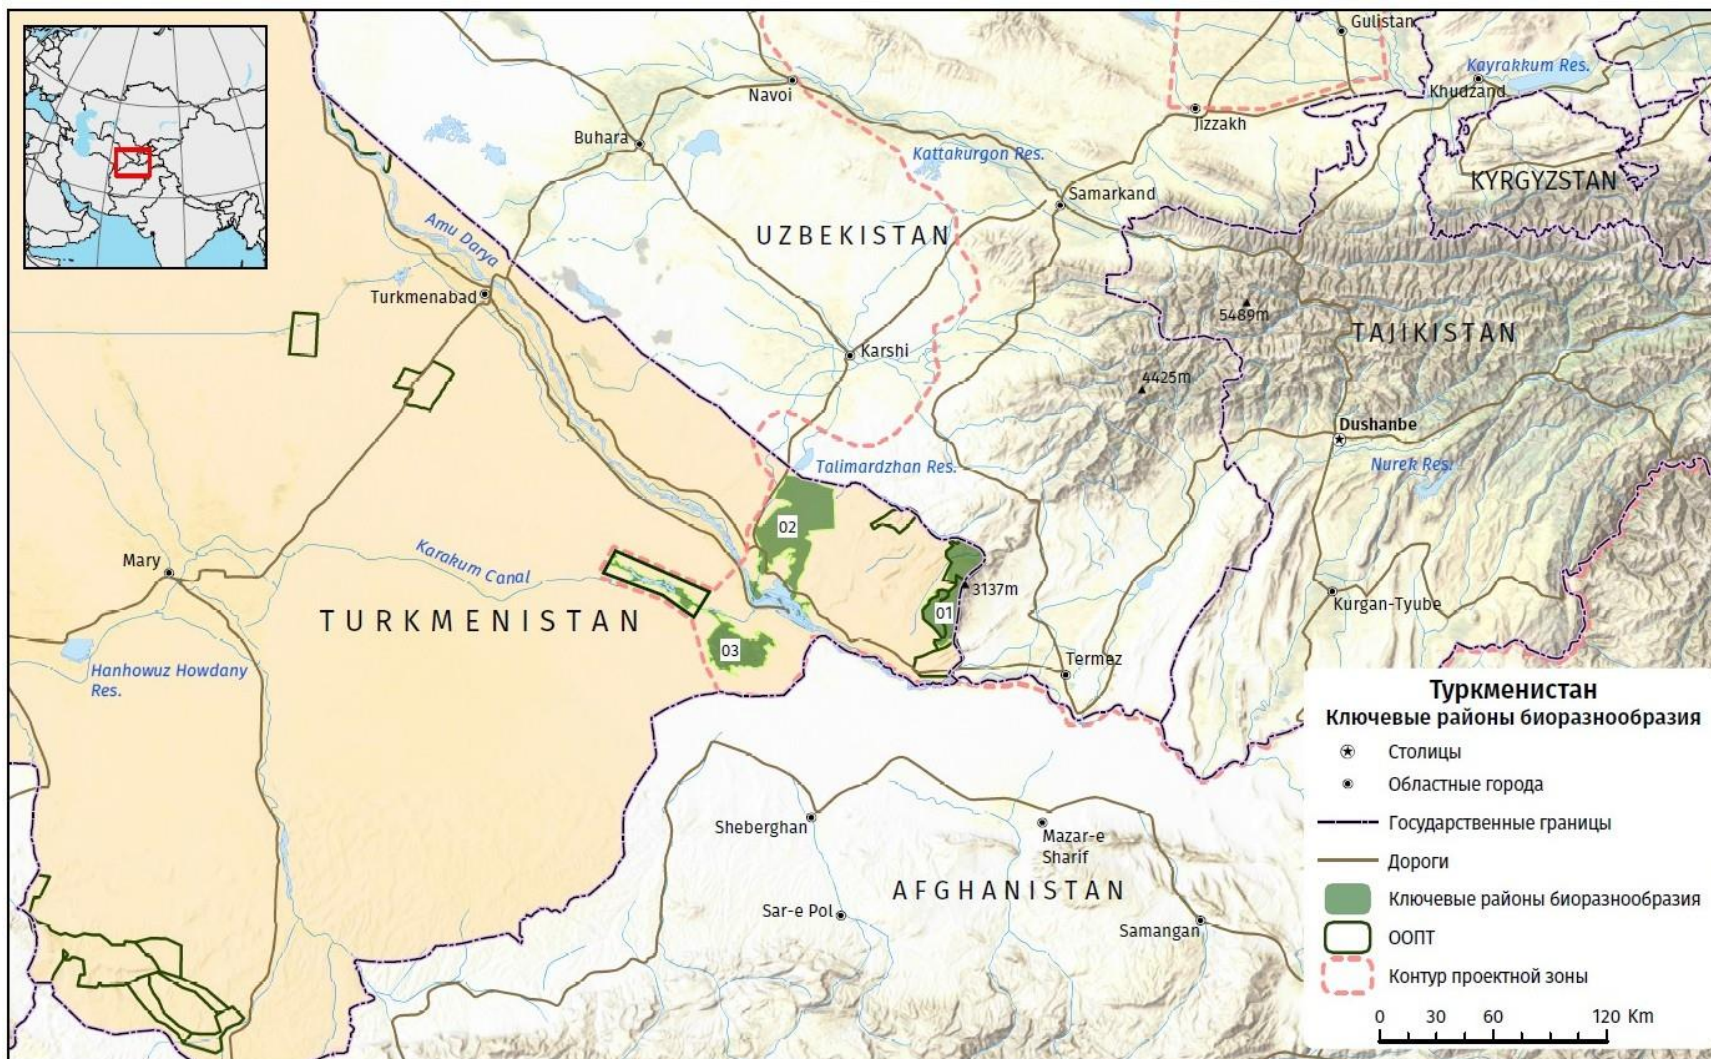 Gulistan
Kayrakkum Res.
Khudzand
Navoi
Jizzakh
Buhara
Kattakurgon Res.
Samarkand
KYRGYZSTAN
Amu Darya
UZBEKISTAN
Turkmenabad
5489m
TAJIKISTAN
Karshi
4425m
Dushanbe
Talimardzhan Res.
Nurek Res.
02
Mary
Karakum Canal
3137m
01
Kurgan-Tyube
TURKMENISTAN
03
Termez
Hanhowuz Howdany
Res.
Sheberghan
Mazar-e
Sharif
AFGHANISTAN
Sar-e Pol
Samangan
Туркменистан
Ключевые районы биоразнообразия
Столицы
Областные города
Государственные границы
Дороги
Ключевые районы биоразнообразия
ООПТ
Контур проектной зоны
0 30 60 120 Km